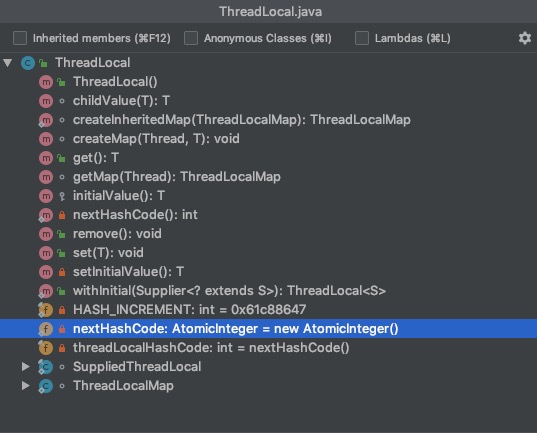 ThreadLocal.java
Inherited members (⌘F12) Anonymous Classes (⌘I) Lambdas (⌘L)
ThreadLocal
ThreadLocal()
childValue(T): T
createInheritedMap(ThreadLocalMap): ThreadLocalMap
createMap(Thread, T): void
get(): T
getMap(Thread): ThreadLocalMap
initialValue(): T
nextHashCode(): int
remove(): void
set(T): void
setInitialValue(): T
withInitial(Supplier<? extends S>): ThreadLocal<S>
HASH_INCREMENT: int = 0x61c88647
nextHashCode: AtomicInteger = new AtomicInteger()
threadLocalHashCode: int = nextHashCode()
SuppliedThreadLocal
ThreadLocalMap